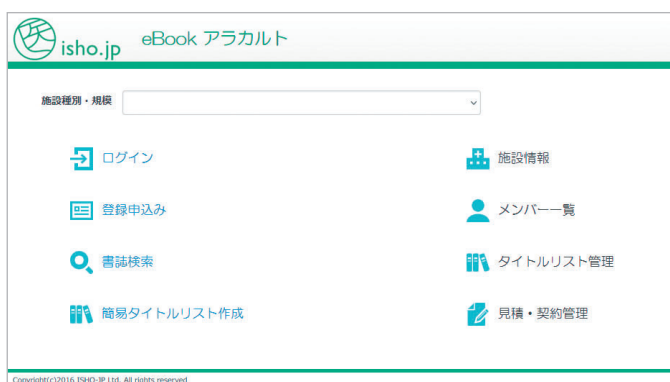 医 isho.jp eBook アラカルト
施設種別・規模
ログイン
登録申込み
書誌検索
簡易タイトルリスト作成
施設情報
メンバー一覧
タイトルリスト管理
見積・契約管理
Copyright(c)2016 ISHO-JP Ltd. All rights reserved